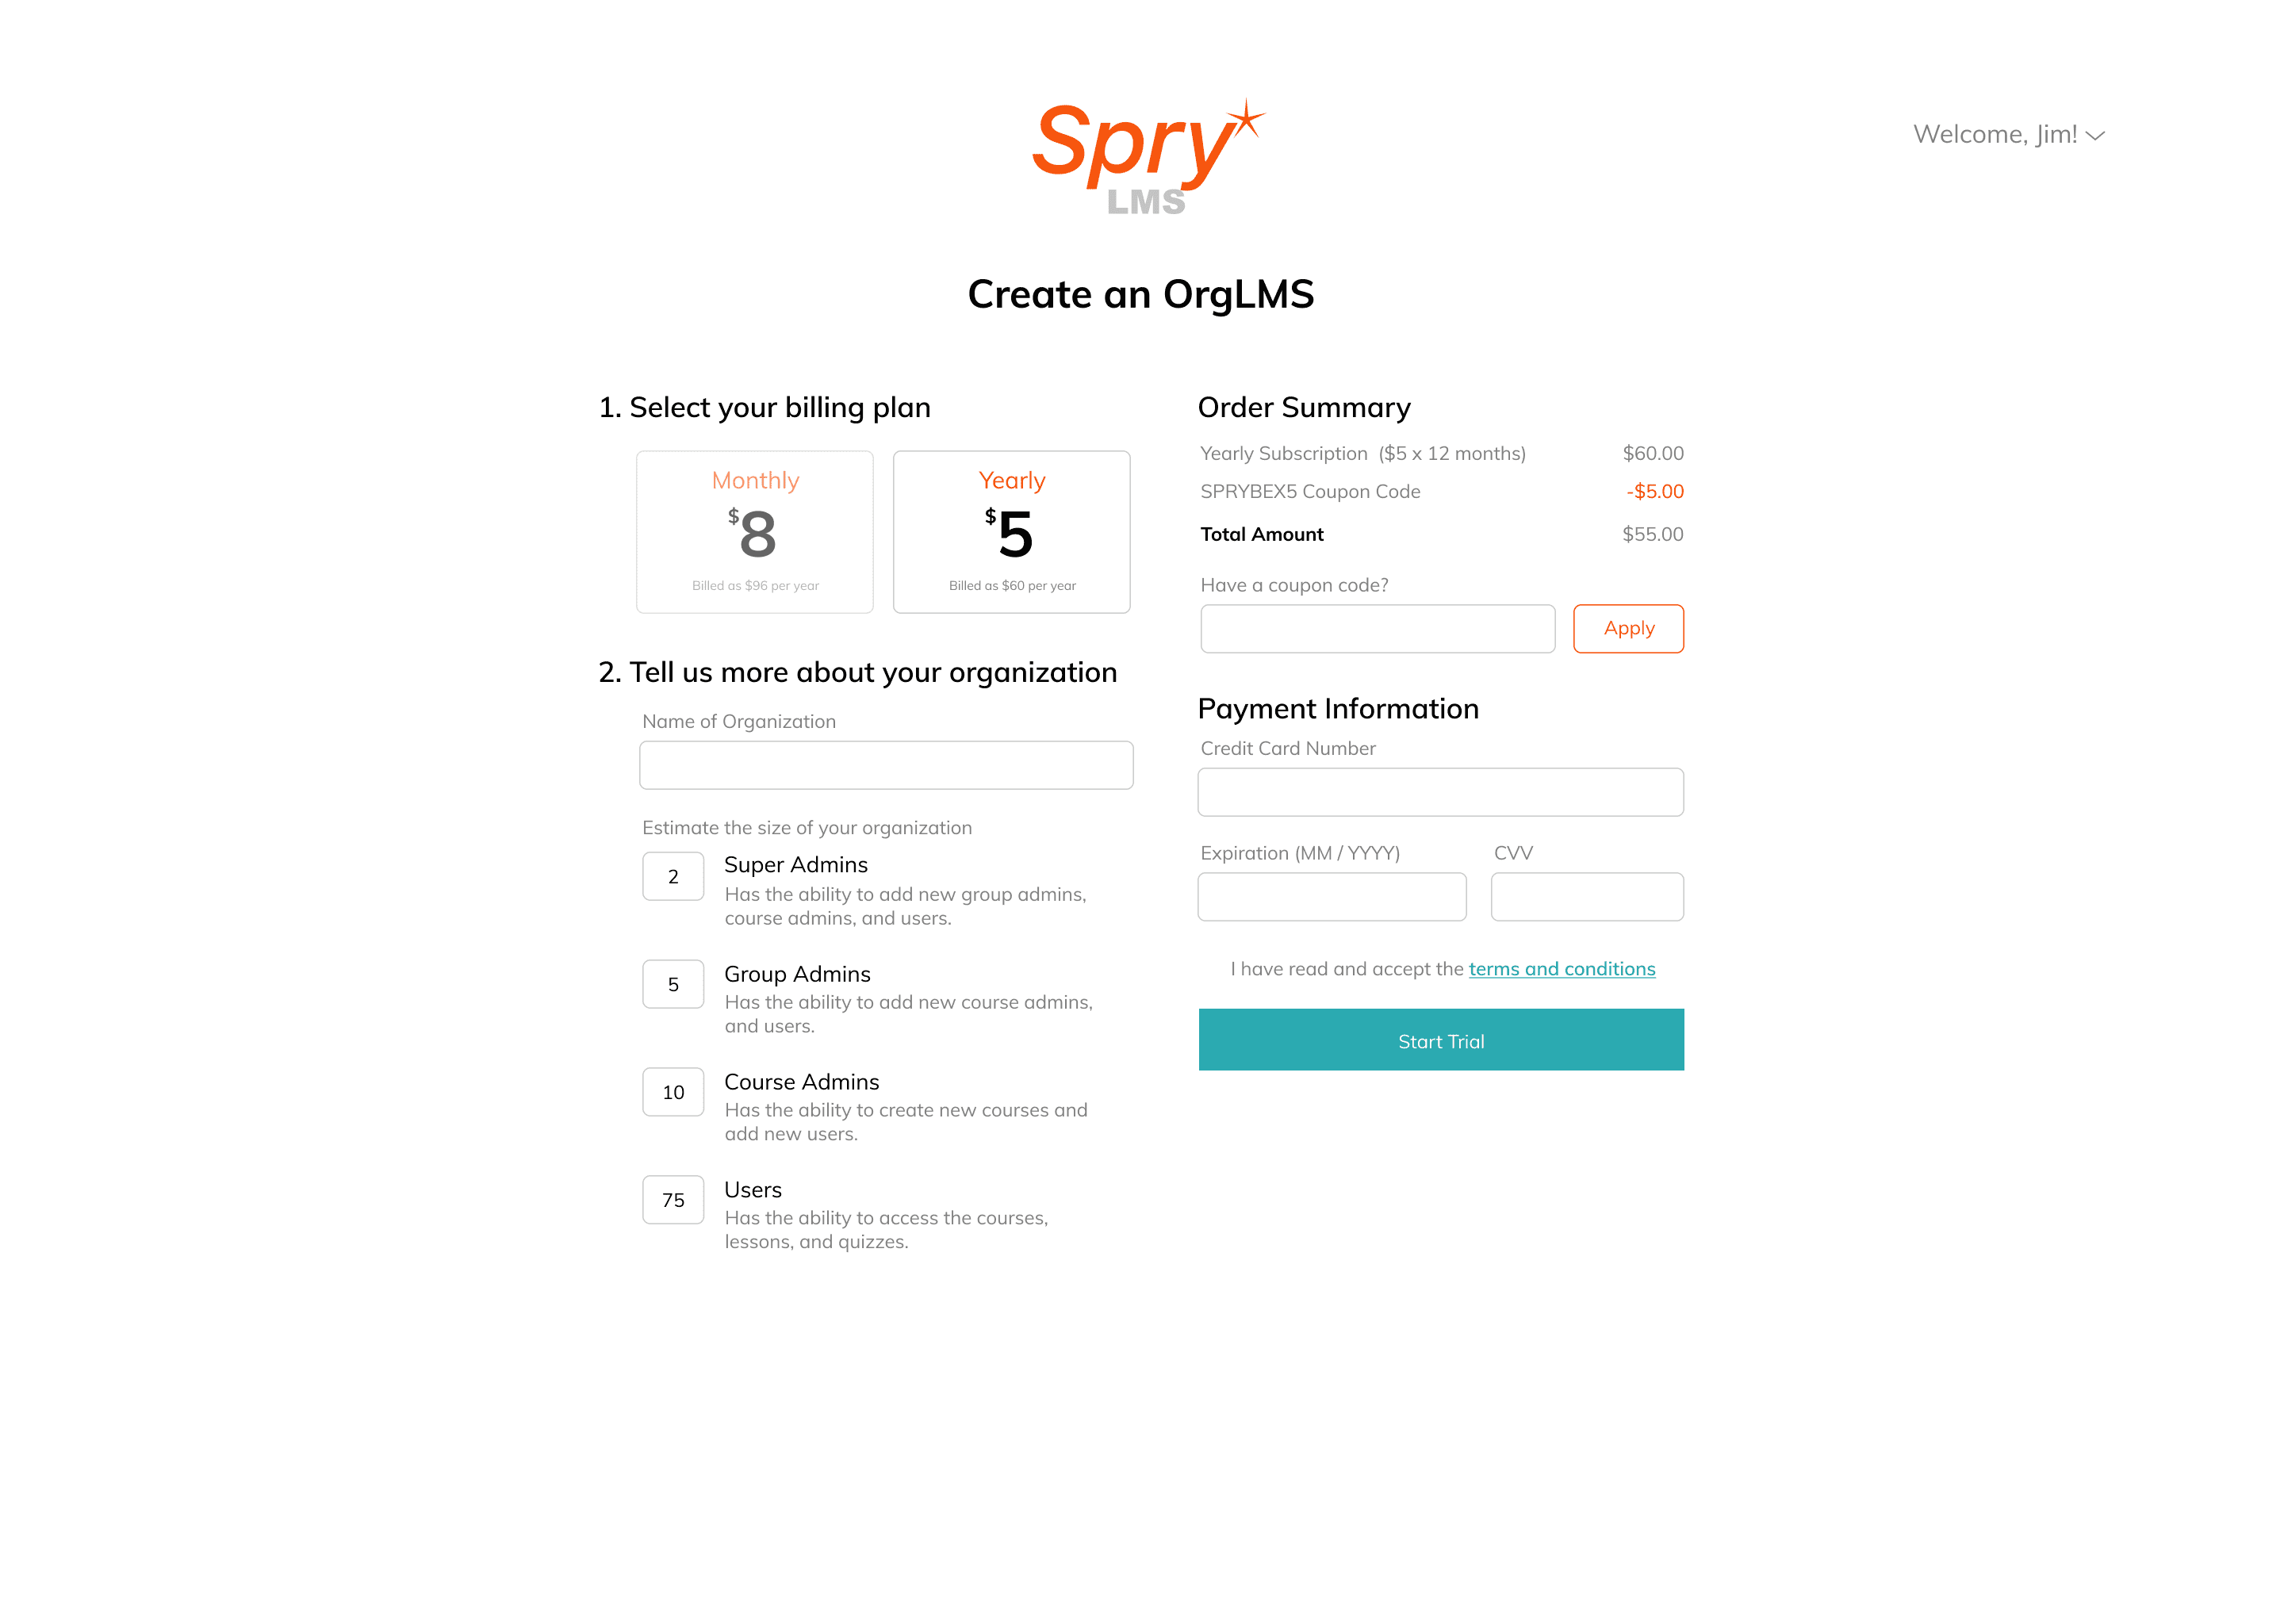 Spry
LMS
Welcome, Jim!
Create an OrgLMS
1. Select your billing plan
Monthly
$8
Billed as $96 per year
Yearly
$5
Billed as $60 per year
2. Tell us more about your organization
Name of Organization
Estimate the size of your organization
2
Super Admins
Has the ability to add new group admins,
course admins, and users.
5
Group Admins
Has the ability to add new course admins,
and users.
10
Course Admins
Has the ability to create new courses and
add new users.
75
Users
Has the ability to access the courses,
lessons, and quizzes.
Order Summary
Yearly Subscription ($5 x 12 months) $60.00
SPRYBEX5 Coupon Code -$5.00
Total Amount $55.00
Have a coupon code?
Apply
Payment Information
Credit Card Number
Expiration (MM / YYYY) CVV
I have read and accept the terms and conditions
Start Trial